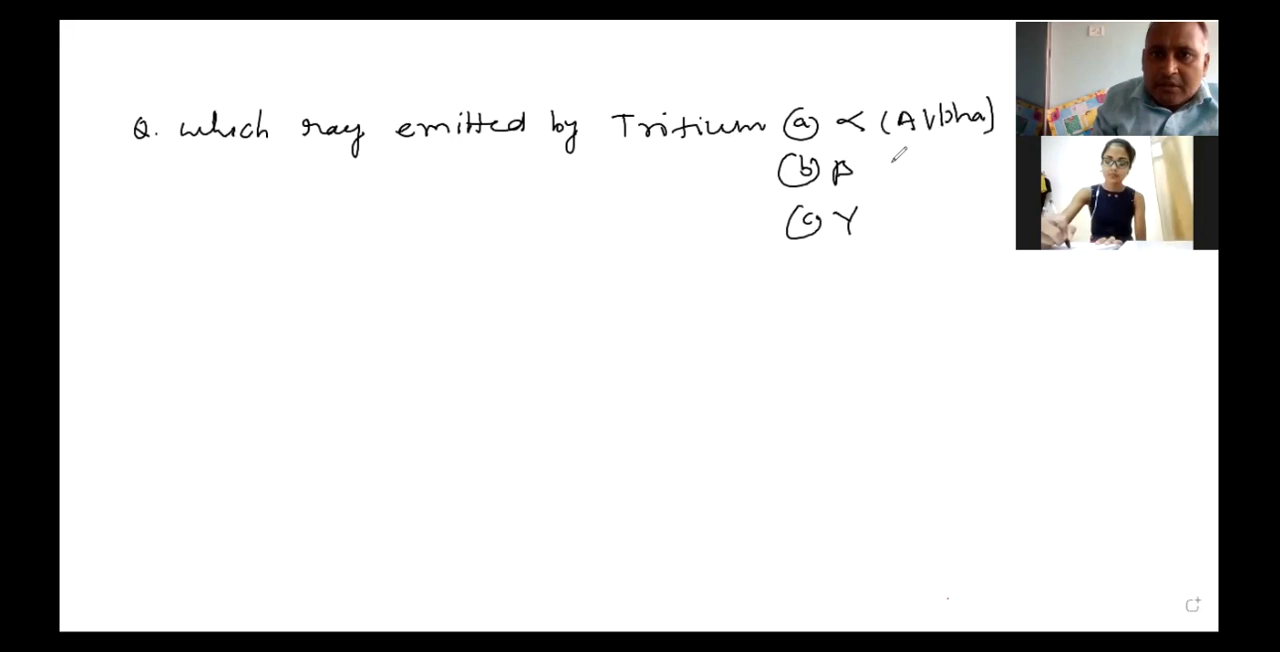 Q. which ray emitted by Tritium (a) α (Alpha)
(b) β
(c) γ